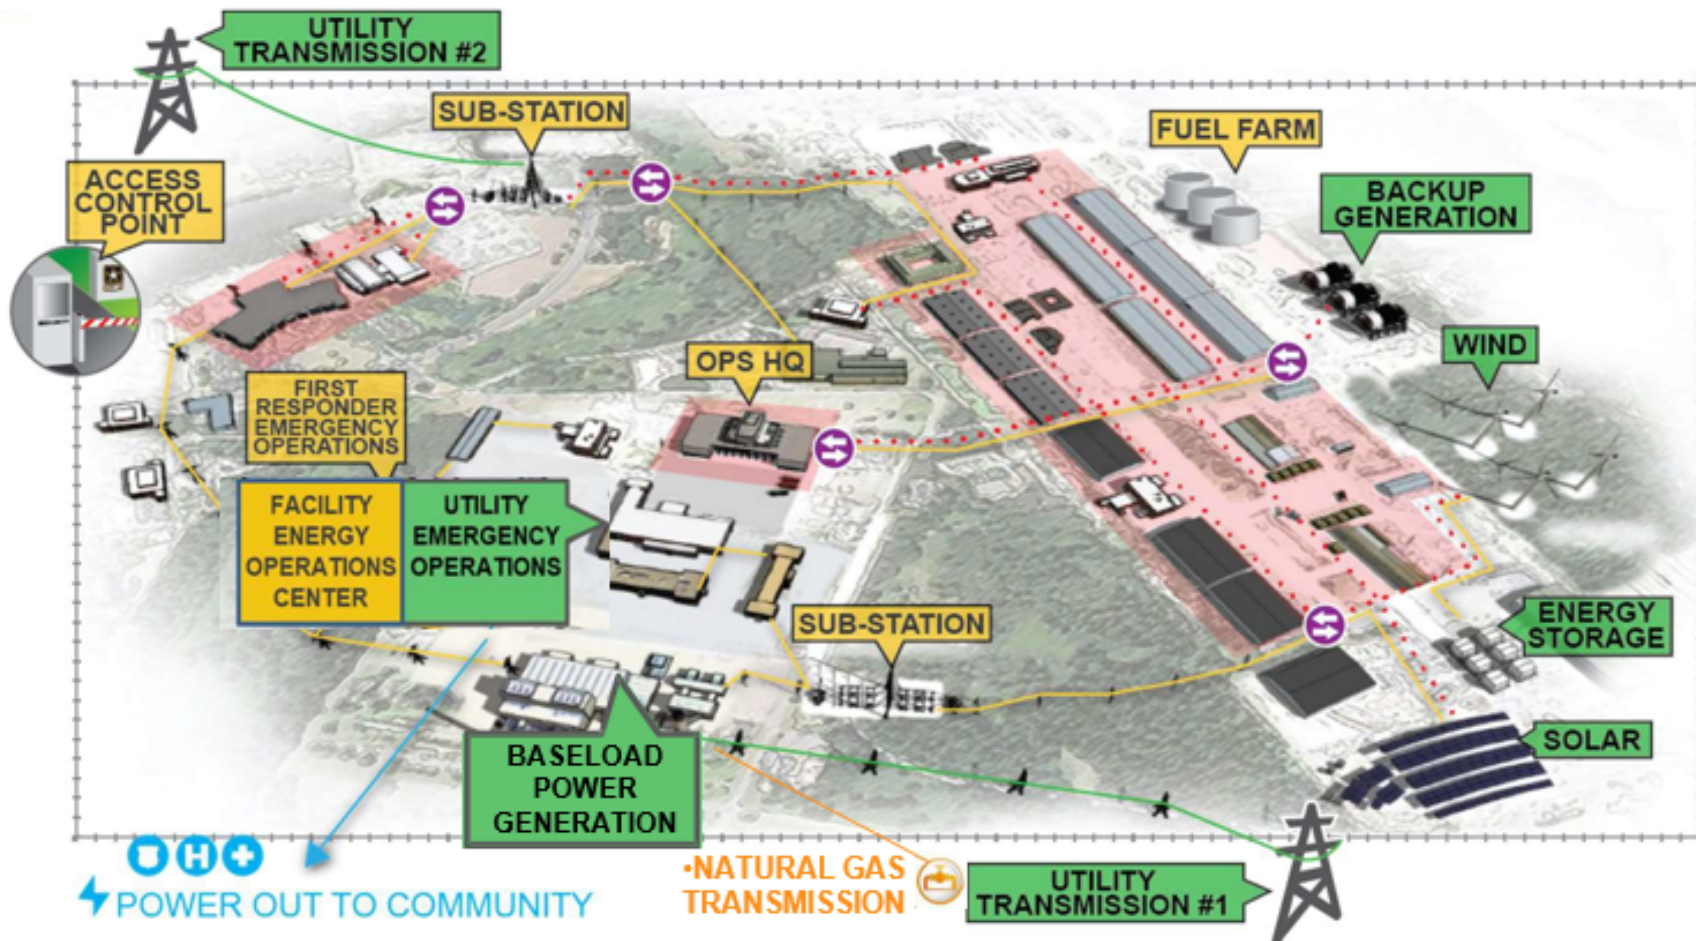 UTILITY
TRANSMISSION #2
SUB-STATION
FUEL FARM
ACCESS
CONTROL
POINT
BACKUP
GENERATION
WIND
OPS HQ
FIRST
RESPONDER
EMERGENCY
OPERATIONS
FACILITY
ENERGY
OPERATIONS
CENTER
UTILITY
EMERGENCY
OPERATIONS
SUB-STATION
ENERGY
STORAGE
SOLAR
BASELOAD
POWER
GENERATION
H
POWER OUT TO COMMUNITY
•NATURAL GAS
TRANSMISSION
UTILITY
TRANSMISSION #1